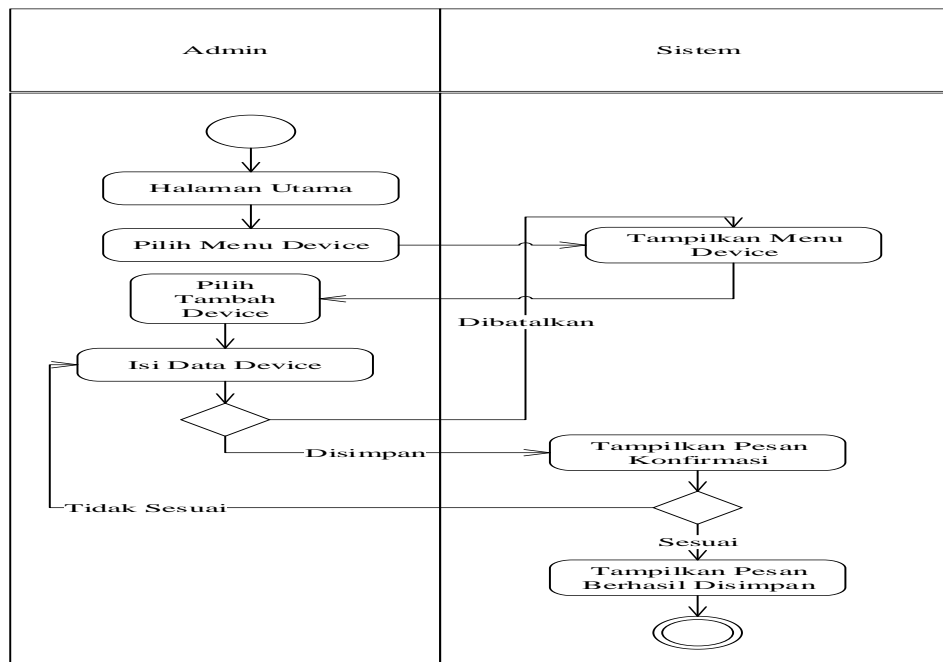 Admin
Sistem
Halaman Utama
Pilih Menu Device
Tampilkan Menu
Device
Pilih
Tambah
Device
Dibatalkan
Isi Data Device
Disimpan
Tampilkan Pesan
Konfirmasi
Tidak Sesuai
Sesuai
Tampilkan Pesan
Berhasil Disimpan